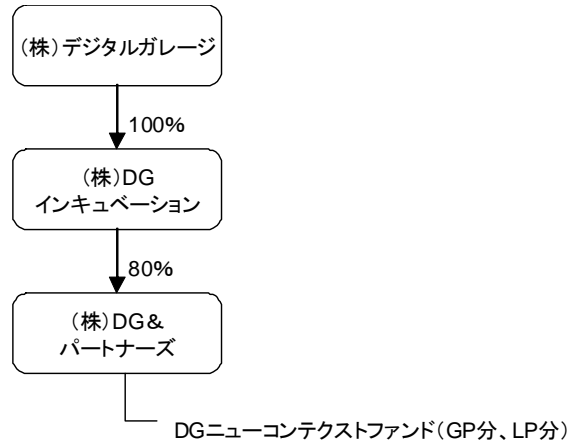 (株)デジタルガレージ
100%
(株)DG
インキュベーション
80%
(株)DG&
パートナーズ
DGニューコンテクストファンド(GP分、LP分)